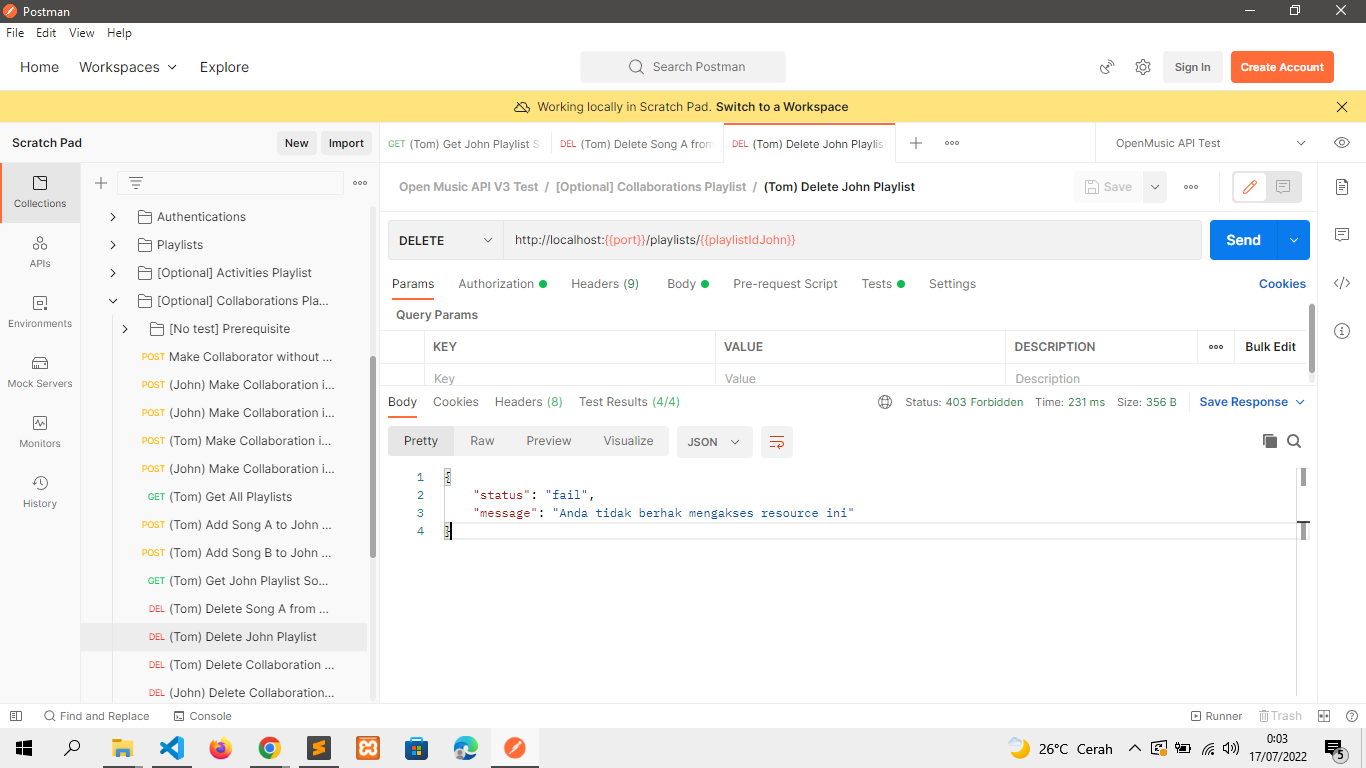 Postman
File Edit View Help
Home Workspaces Explore Search Postman Sign In Create Account
Working locally in Scratch Pad. Switch to a Workspace
Scratch Pad New Import
GET (Tom) Get John Playlist S DEL (Tom) Delete Song A from DEL (Tom) Delete John Playlis OpenMusic API Test
Collections
APIs
Environments
Mock Servers
Monitors
History
Authentications
Playlists
[Optional] Activities Playlist
[Optional] Collaborations Pla...
[No test] Prerequisite
POST Make Collaborator without ...
POST (John) Make Collaboration i...
POST (John) Make Collaboration i...
POST (Tom) Make Collaboration i...
POST (John) Make Collaboration i...
GET (Tom) Get All Playlists
POST (Tom) Add Song A to John ...
POST (Tom) Add Song B to John ...
GET (Tom) Get John Playlist So...
DEL (Tom) Delete Song A from ...
DEL (Tom) Delete John Playlist
DEL (Tom) Delete Collaboration ...
DEL (John) Delete Collaboration...
Open Music API V3 Test / [Optional] Collaborations Playlist / (Tom) Delete John Playlist Save
DELETE http://localhost:{{port}}/playlists/{{playlistIdJohn}} Send
Params Authorization Headers (9) Body Pre-request Script Tests Settings Cookies
Query Params
KEY VALUE DESCRIPTION Bulk Edit
Key Value Description
Body Cookies Headers (8) Test Results (4/4) Status: 403 Forbidden Time: 231 ms Size: 356 B Save Response
Pretty Raw Preview Visualize JSON
1 {
2 "status": "fail",
3 "message": "Anda tidak berhak mengakses resource ini"
4 }
Find and Replace Console Runner Trash
26°C Cerah 0:03
17/07/2022 5